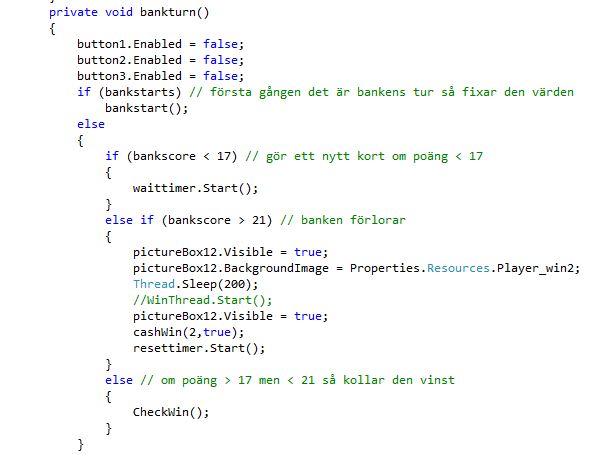 private void bankturn()
{
button1.Enabled = false;
button2.Enabled = false;
button3.Enabled = false;
if (bankstarts) // första gången det är bankens tur så fixar den värden
bankstart();
else
{
if (bankscore < 17) // gör ett nytt kort om poäng < 17
{
waittimer.Start();
}
else if (bankscore > 21) // banken förlorar
{
pictureBox12.Visible = true;
pictureBox12.BackgroundImage = Properties.Resources.Player_win2;
Thread.Sleep(200);
//WinThread.Start();
pictureBox12.Visible = true;
cashWin(2,true);
resettimer.Start();
}
else // om poäng > 17 men < 21 så kollar den vinst
{
CheckWin();
}
}